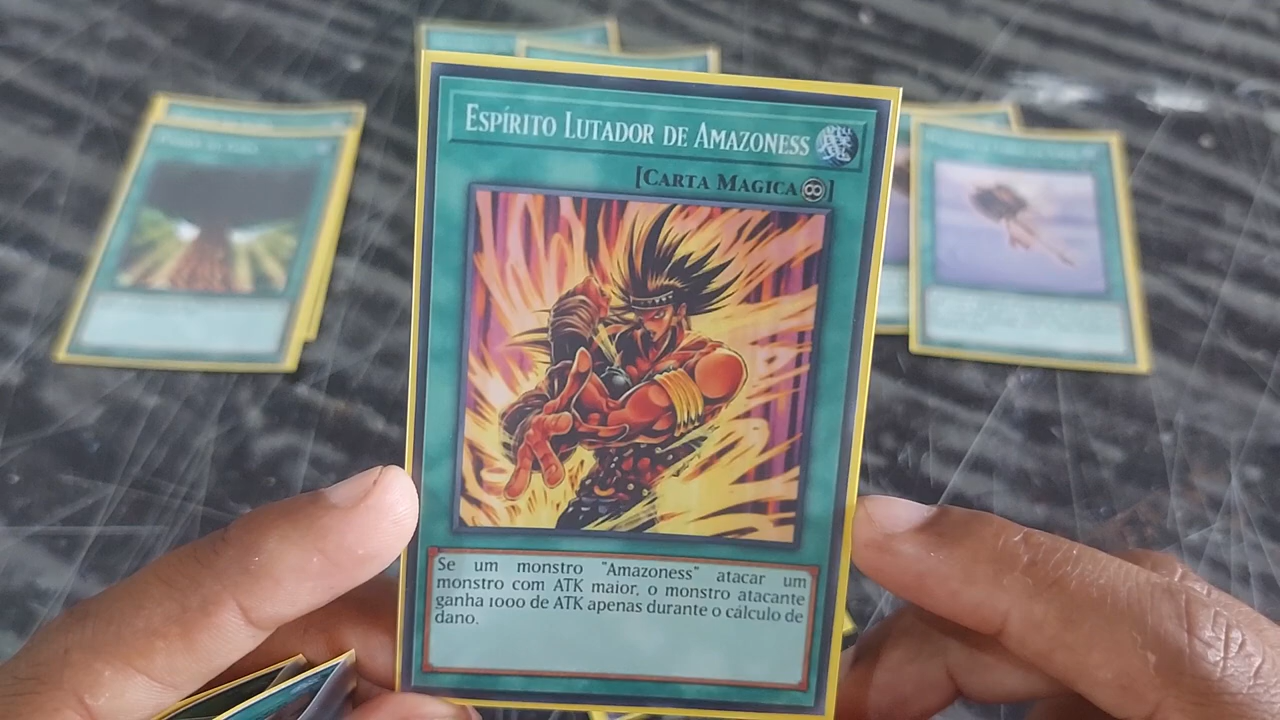 ESPÍRITO LUTADOR DE AMAZONESS
[CARTA MAGICA♾]
Se um monstro "Amazoness" atacar um
monstro com ATK maior, o monstro atacante
ganha 1000 de ATK apenas durante o cálculo de
dano.